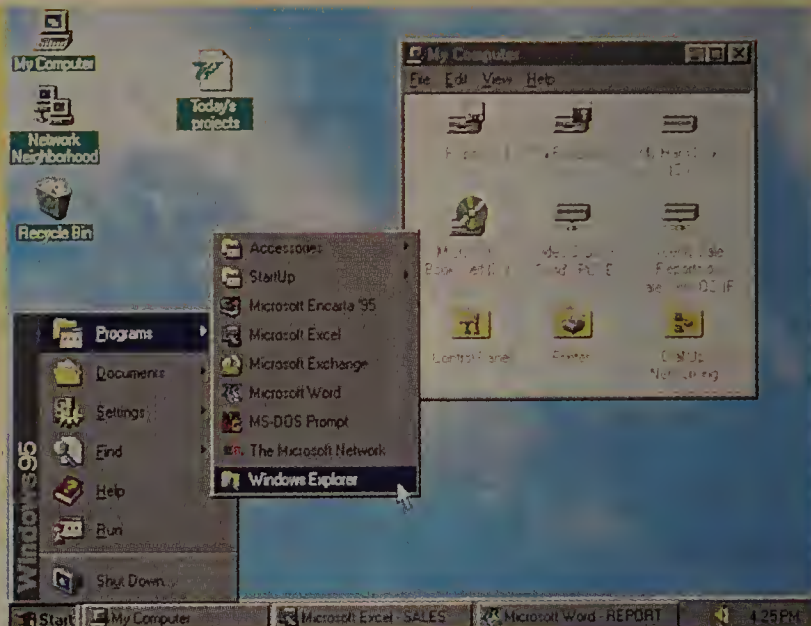 My Computer
Network
Neighborhood
Recycle Bin
Today's
projects
My Computer
File Edit View Help
Printers
Dial-Up
Accessories
StartUp
Microsoft Encarta '95
Microsoft Excel
Microsoft Exchange
Microsoft Word
MS-DOS Prompt
The Microsoft Network
Windows Explorer
Programs
Documents
Settings
Find
Help
Run
Shut Down...
Windows95
Start
My Computer
Microsoft Excel - SALES
Microsoft Word - REPORT
4:25 PM